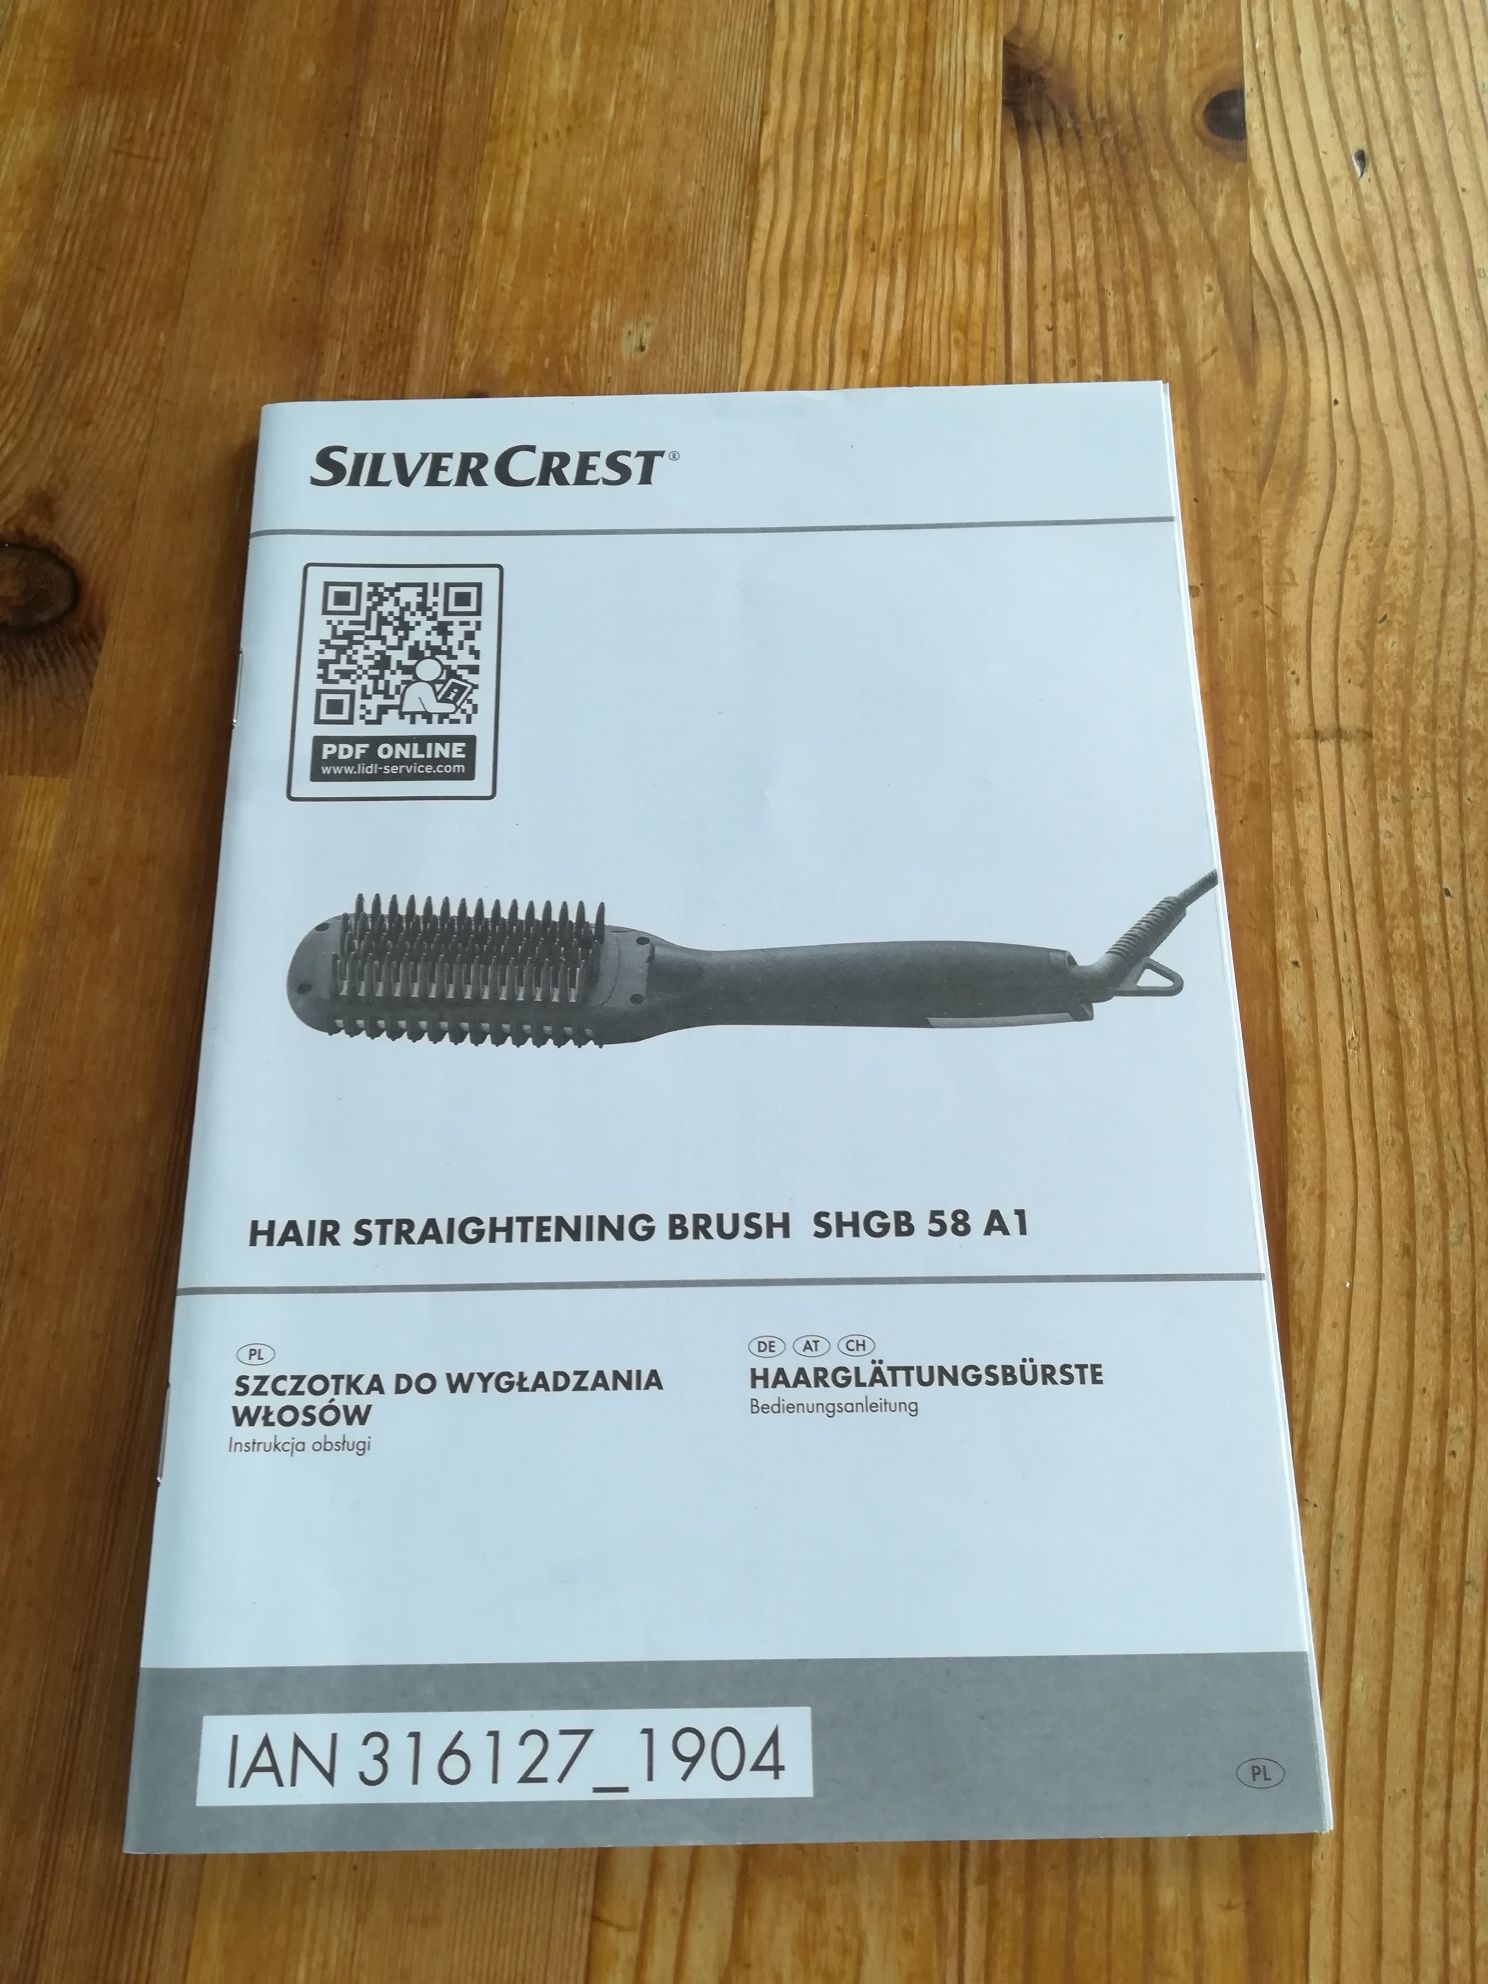 SILVERCREST®
PDF ONLINE
www.lidl-service.com
HAIR STRAIGHTENING BRUSH SHGB 58 A1
PL
SZCZOTKA DO WYGŁADZANIA
WŁOSÓW
Instrukcja obsługi
DE AT CH
HAARGLÄTTUNGSBÜRSTE
Bedienungsanleitung
IAN 316127_1904
PL